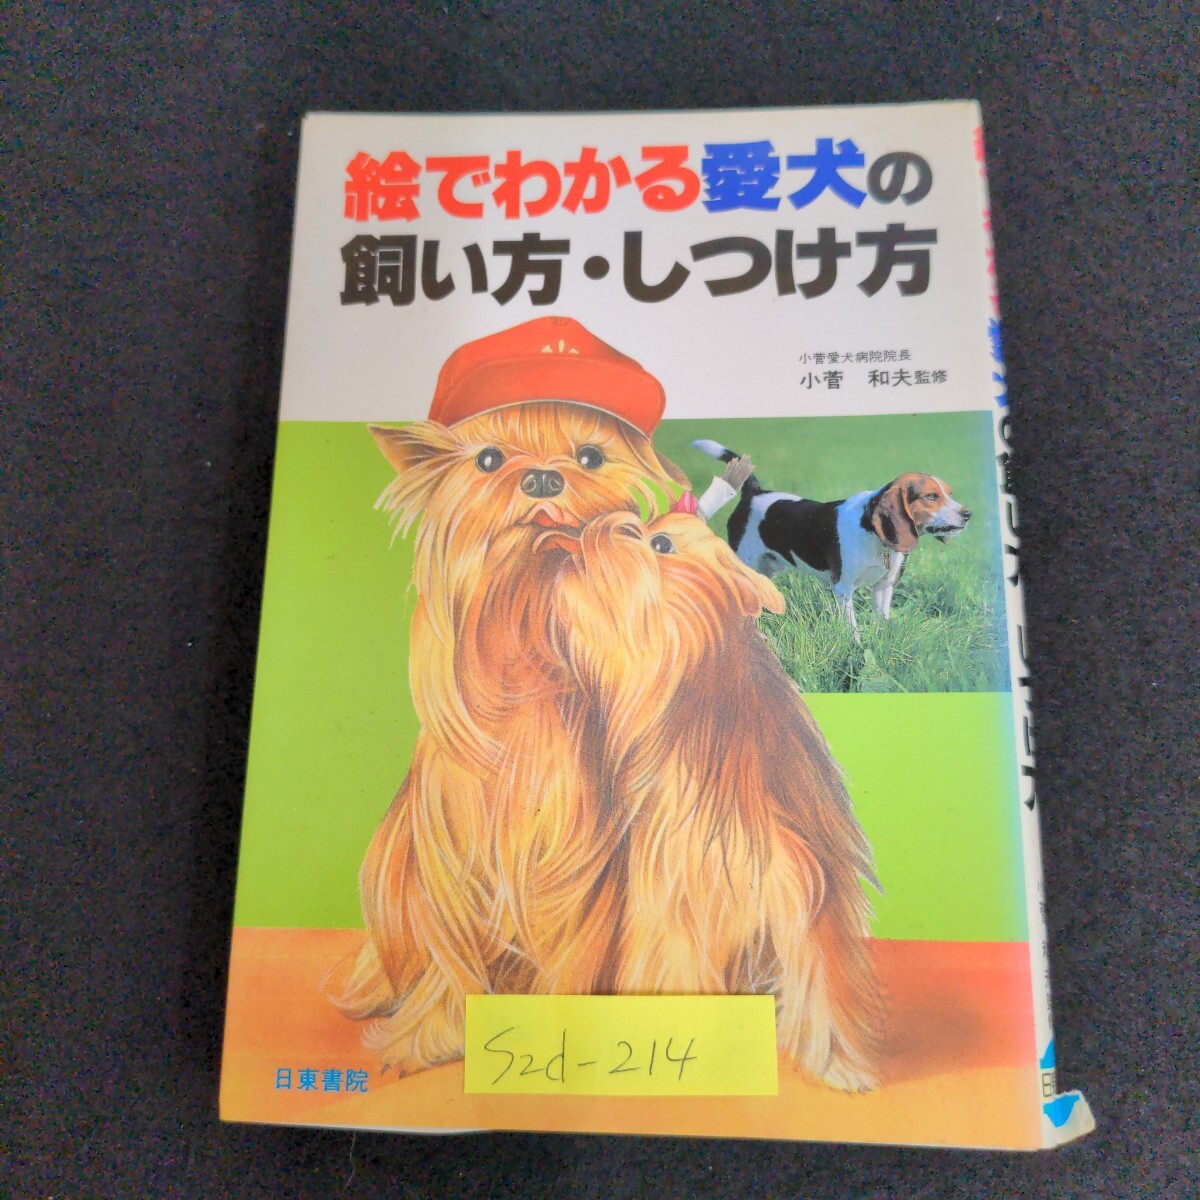 絵でわかる愛犬の
飼い方・しつけ方
小菅愛犬病院院長
小菅 和夫監修
日東書院
S2d-214